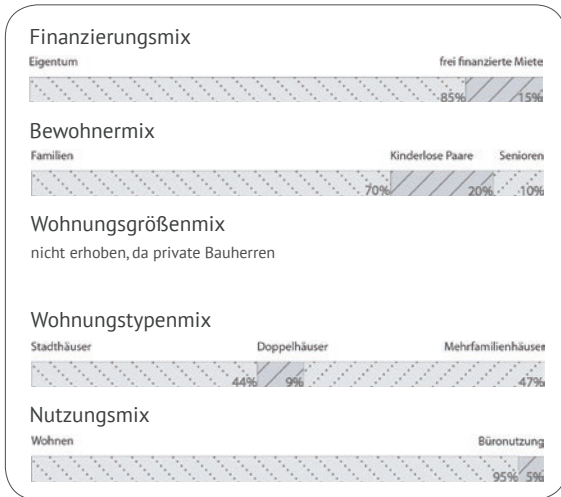 Finanzierungsmix
Eigentum frei finanzierte Miete
85% 15%
Bewohnermix
Familien Kinderlose Paare Senioren
70% 20% 10%
Wohnungsgrößenmix
nicht erhoben, da private Bauherren
Wohnungstypenmix
Stadthäuser Doppelhäuser Mehrfamilienhäuser
44% 9% 47%
Nutzungsmix
Wohnen Büronutzung
95% 5%